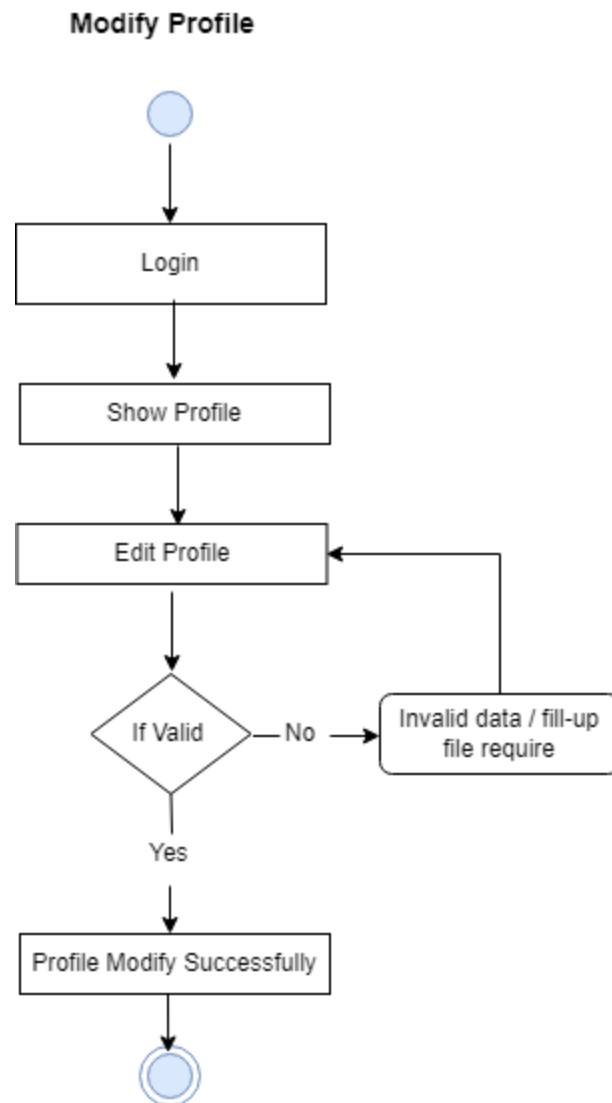 Modify Profile
Login
Show Profile
Edit Profile
If Valid
No
Invalid data / fill-up
file require
Yes
Profile Modify Successfully